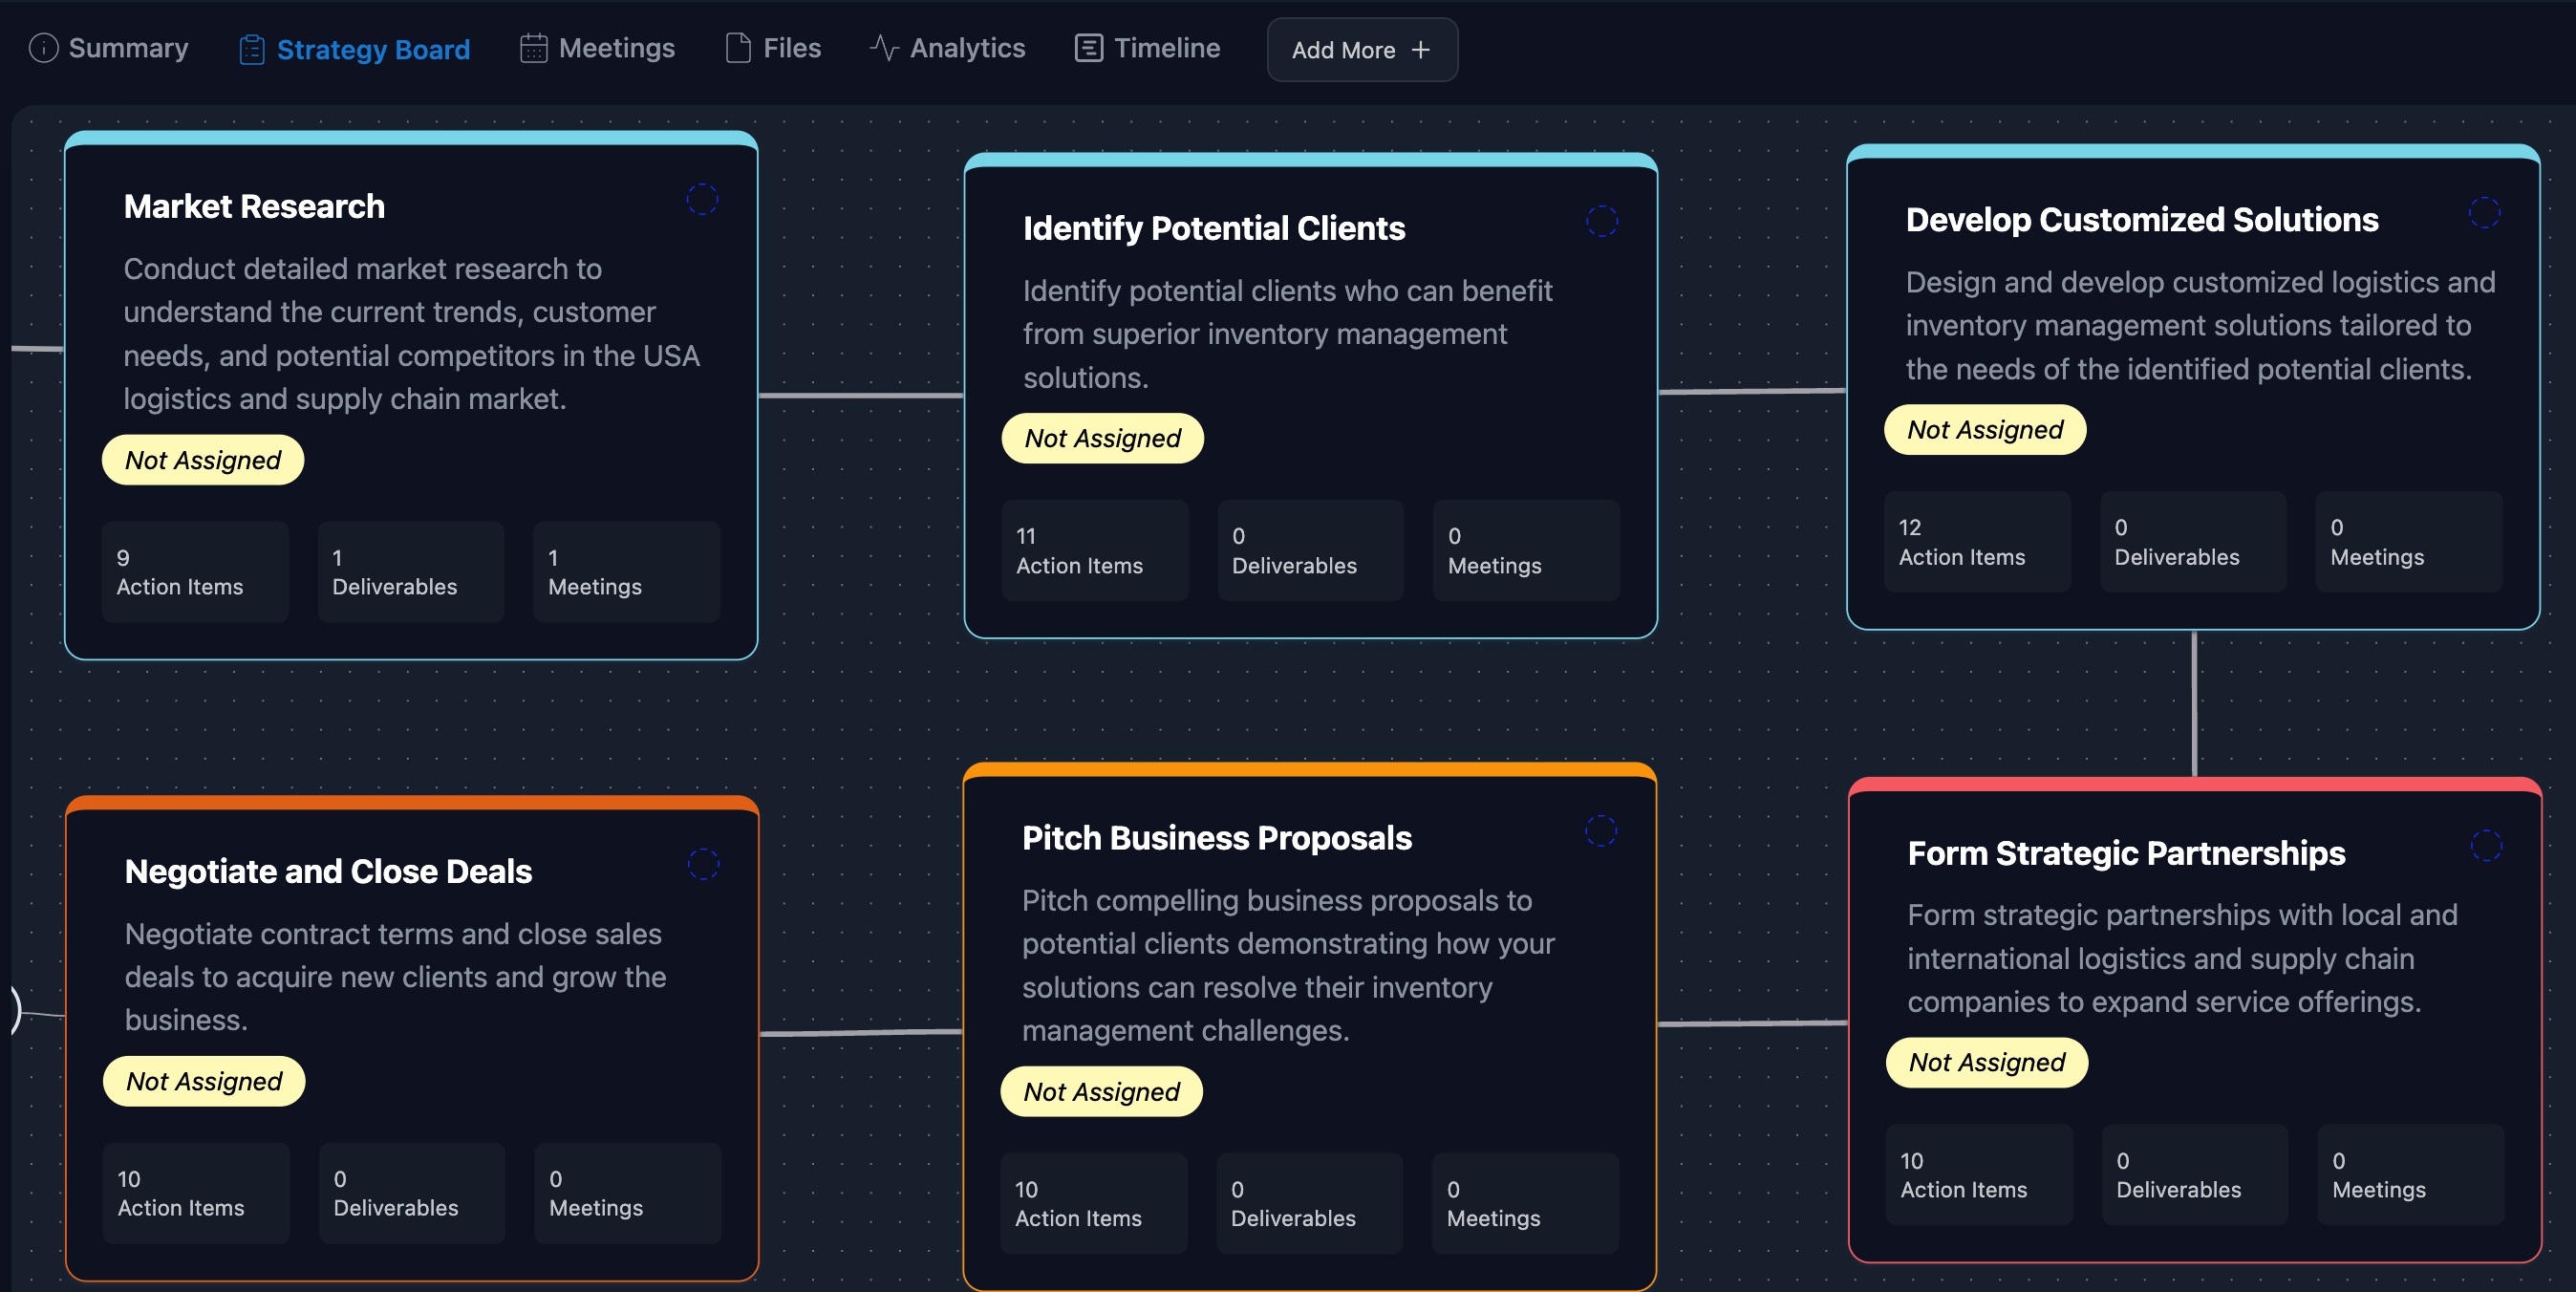 Summary Strategy Board Meetings Files Analytics Timeline Add More +
Market Research
Conduct detailed market research to
understand the current trends, customer
needs, and potential competitors in the USA
logistics and supply chain market.
Not Assigned
9
Action Items
1
Deliverables
1
Meetings
Identify Potential Clients
Identify potential clients who can benefit
from superior inventory management
solutions.
Not Assigned
11
Action Items
0
Deliverables
0
Meetings
Develop Customized Solutions
Design and develop customized logistics and
inventory management solutions tailored to
the needs of the identified potential clients.
Not Assigned
12
Action Items
0
Deliverables
0
Meetings
Negotiate and Close Deals
Negotiate contract terms and close sales
deals to acquire new clients and grow the
business.
Not Assigned
10
Action Items
0
Deliverables
0
Meetings
Pitch Business Proposals
Pitch compelling business proposals to
potential clients demonstrating how your
solutions can resolve their inventory
management challenges.
Not Assigned
10
Action Items
0
Deliverables
0
Meetings
Form Strategic Partnerships
Form strategic partnerships with local and
international logistics and supply chain
companies to expand service offerings.
Not Assigned
10
Action Items
0
Deliverables
0
Meetings